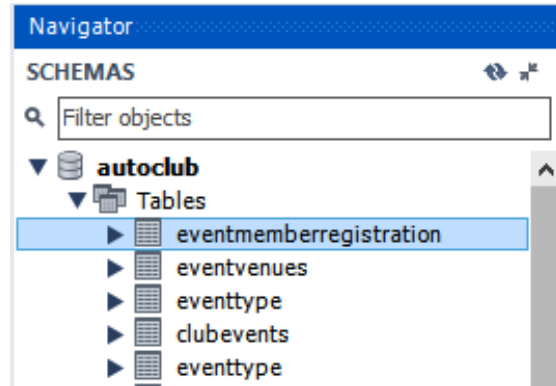 Navigator
SCHEMAS
Filter objects
autoclub
Tables
eventmemberregistration
eventvenues
eventtype
clubevents
eventtype